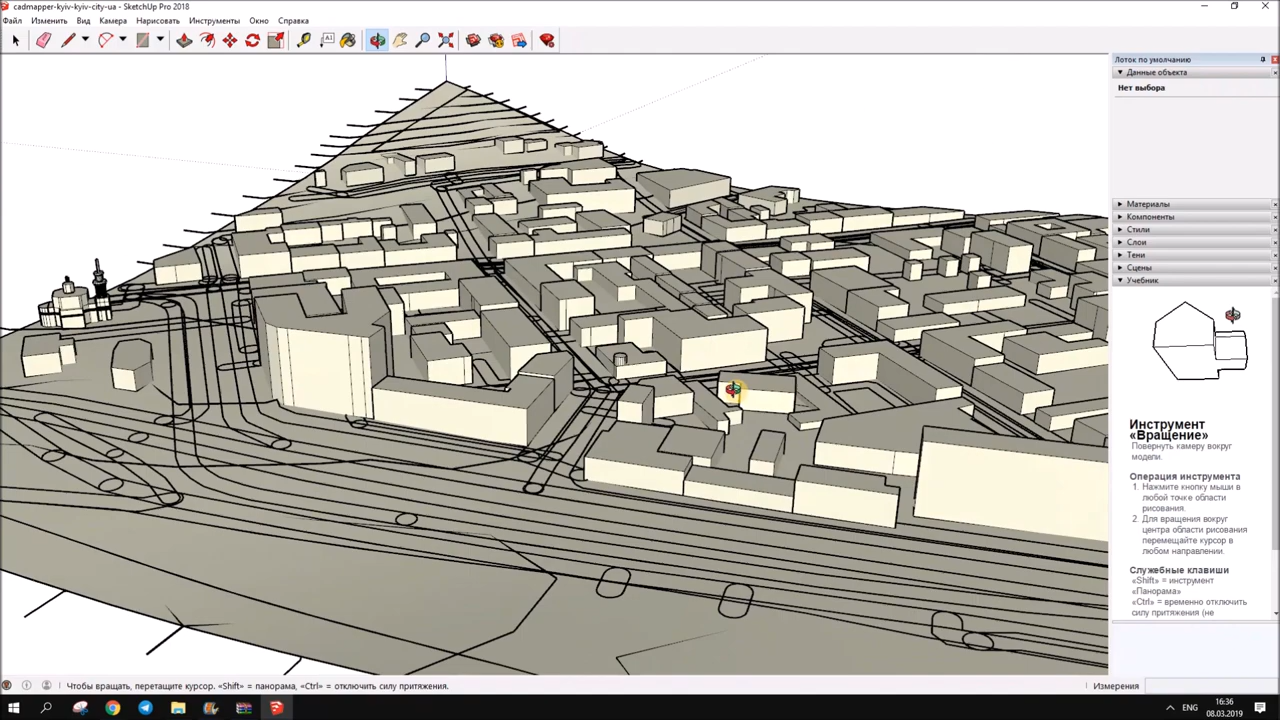 cadmapper-kyiv-kyiv-city-ua - SketchUp Pro 2018
Файл Изменить Вид Камера Нарисовать Инструменты Окно Справка
A1
Лоток по умолчанию
Данные объекта
Нет выбора
Материалы
Компоненты
Стили
Слои
Тени
Сцены
Учебник
Инструмент
«Вращение»
Повернуть камеру вокруг
модели.
Операция инструмента
1. Нажмите кнопку мыши в
любой точке области
рисования.
2. Для вращения вокруг
центра области рисования
перемещайте курсор в
любом направлении.
Служебные клавиши
«Shift» = инструмент
«Панорама»
«Ctrl» = временно отключить
силу притяжения (не
Чтобы вращать, перетащите курсор. «Shift» = панорама, «Ctrl» = отключить силу притяжения.
Измерения
ENG
16:36
08.03.2019